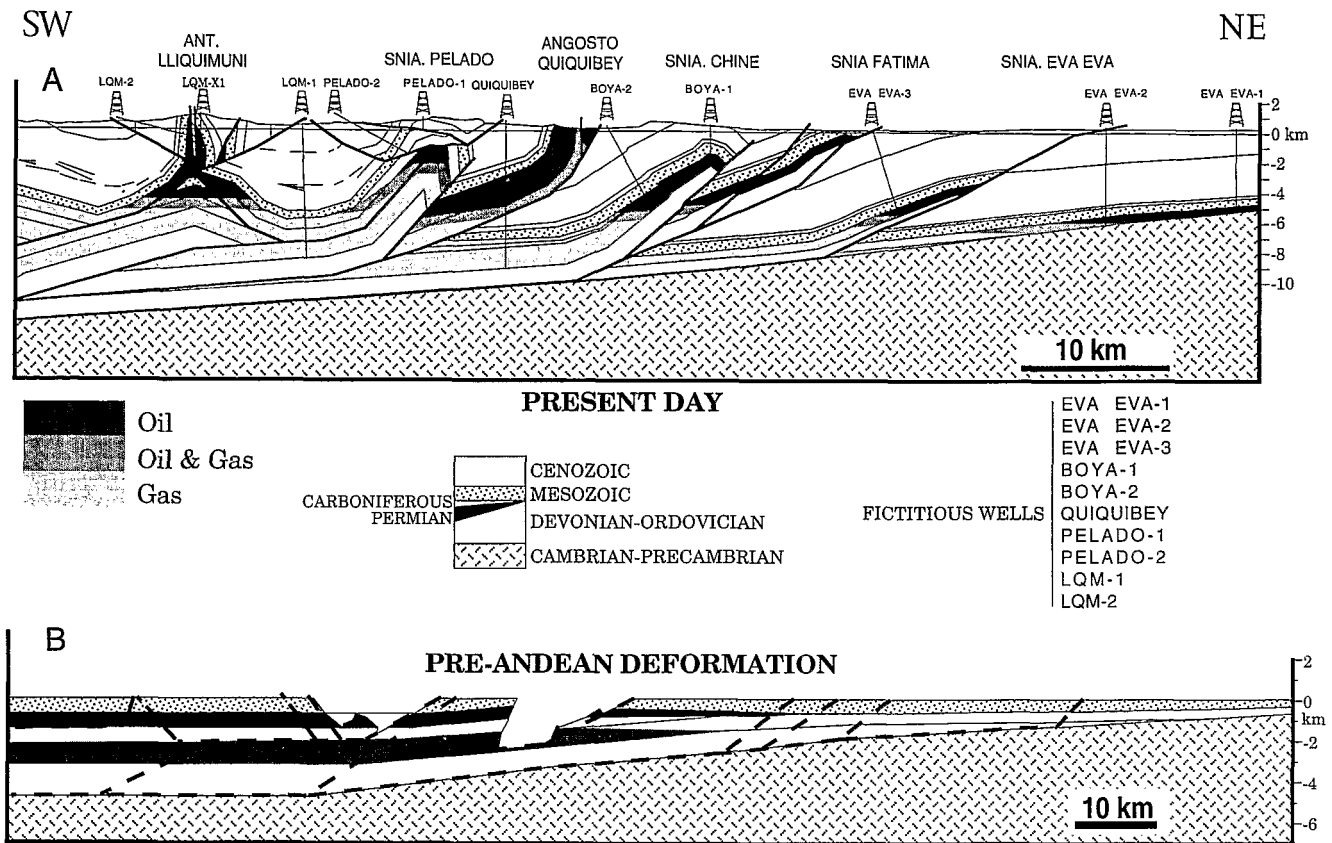 SW
NE
A
ANT.
LLIQUIMUNI
SNIA. PELADO
ANGOSTO
QUIQUIBEY
SNIA. CHINE
SNIA FATIMA
SNIA. EVA EVA
LQM-2
LQM-X1
LQM-1
PELADO-2
PELADO-1
QUIQUIBEY
BOYA-2
BOYA-1
EVA EVA-3
EVA EVA-2
EVA EVA-1
2
0 km
-2
-4
-6
-8
-10
10 km
PRESENT DAY
Oil
Oil & Gas
Gas
CARBONIFEROUS
PERMIAN
CENOZOIC
MESOZOIC
DEVONIAN-ORDOVICIAN
CAMBRIAN-PRECAMBRIAN
FICTITIOUS WELLS
EVA EVA-1
EVA EVA-2
EVA EVA-3
BOYA-1
BOYA-2
QUIQUIBEY
PELADO-1
PELADO-2
LQM-1
LQM-2
B
PRE-ANDEAN DEFORMATION
2
0
km
-2
-4
-6
10 km